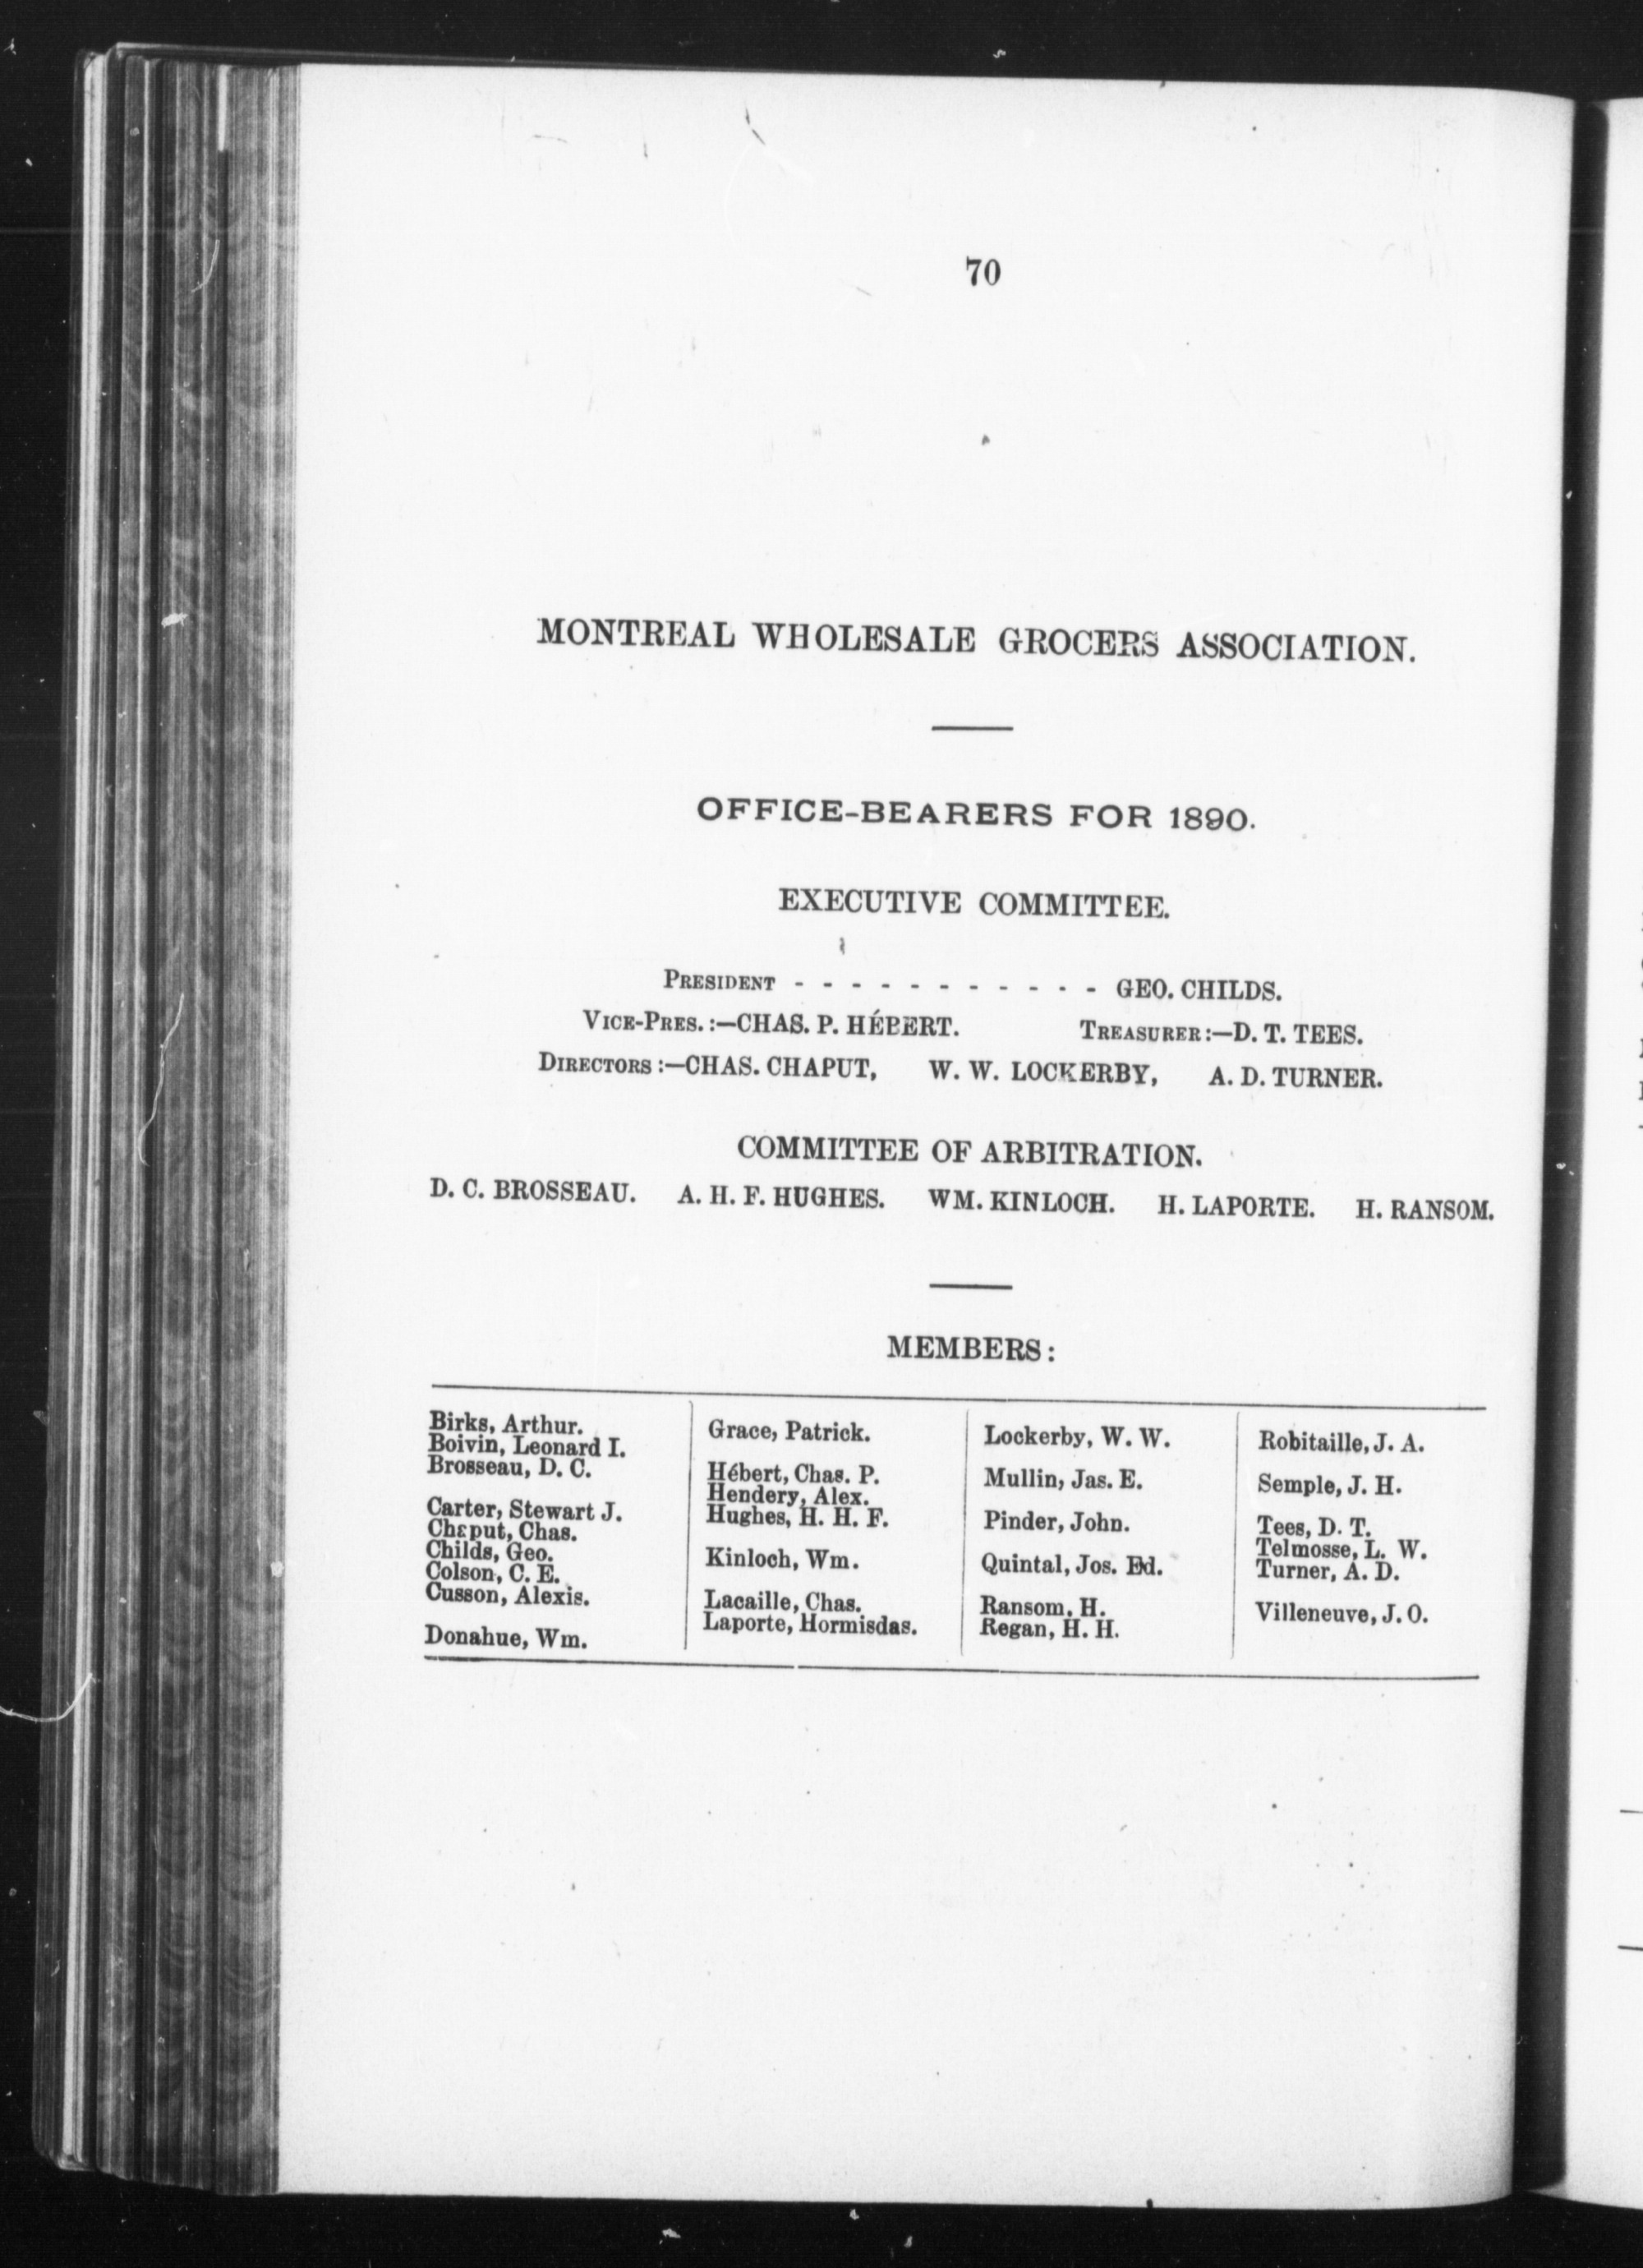 70
MONTREAL WHOLESALE GROCERS ASSOCIATION.
OFFICE-BEARERS FOR 1890.
EXECUTIVE COMMITTEE.
PRESIDENT - - - - - - - - - - - GEO. CHILDS.
VICE-PRES. :—CHAS. P. HÉBERT. TREASURER :—D. T. TEES.
DIRECTORS :—CHAS. CHAPUT, W. W. LOCKERBY, A. D. TURNER.
COMMITTEE OF ARBITRATION.
D. C. BROSSEAU. A. H. F. HUGHES. WM. KINLOCH. H. LAPORTE. H. RANSOM.
MEMBERS :
Birks, Arthur.
Boivin, Leonard I.
Brosseau, D. C.
Carter, Stewart J.
Chaput, Chas.
Childs, Geo.
Colson, C. E.
Cusson, Alexis.
Donahue, Wm.
Grace, Patrick.
Hébert, Chas. P.
Hendery, Alex.
Hughes, H. H. F.
Kinloch, Wm.
Lacaille, Chas.
Laporte, Hormisdas.
Lockerby, W. W.
Mullin, Jas. E.
Pinder, John.
Quintal, Jos. Ed.
Ransom, H.
Regan, H. H.
Robitaille, J. A.
Semple, J. H.
Tees, D. T.
Telmosse, L. W.
Turner, A. D.
Villeneuve, J. O.